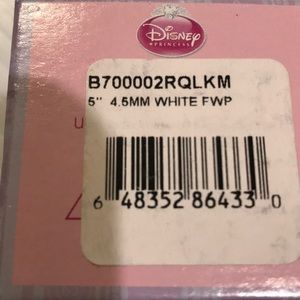 Disney
PRINCESS
B700002RQLKM
5" 4.5MM WHITE FWP
6 48352 86433 0